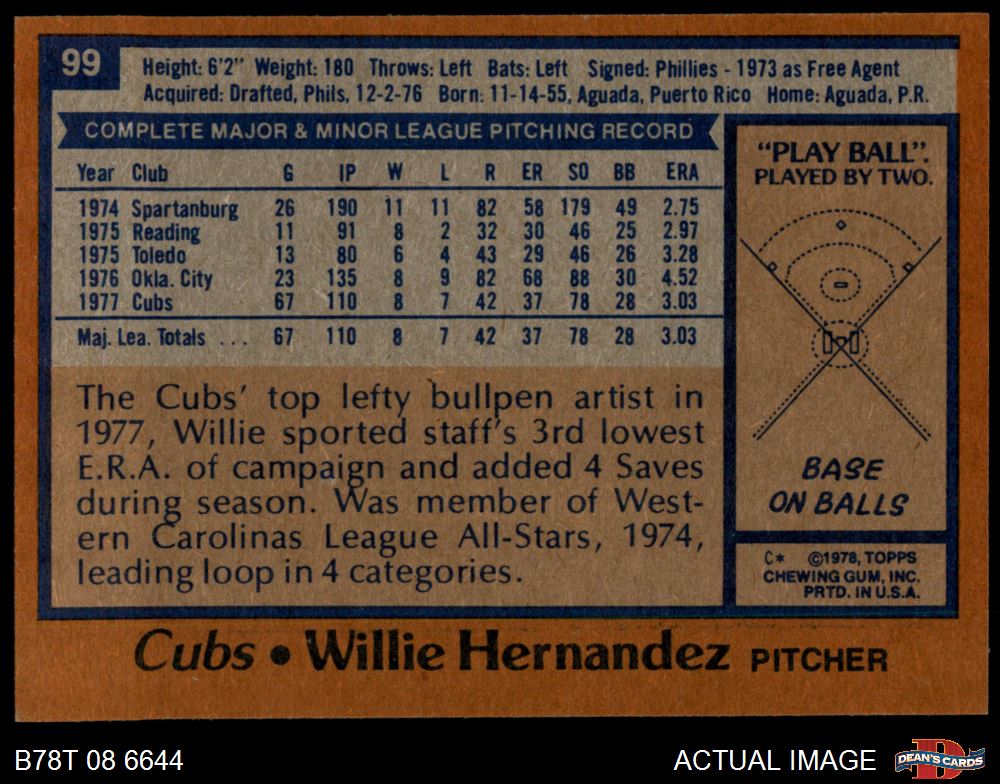 99
Height: 6'2" Weight: 180 Throws: Left Bats: Left Signed: Phillies - 1973 as Free Agent
Acquired: Drafted, Phils, 12-2-76 Born: 11-14-55, Aguada, Puerto Rico Home: Aguada, P.R.
COMPLETE MAJOR & MINOR LEAGUE PITCHING RECORD
Year Club G IP W L R ER SO BB ERA
1974 Spartanburg 26 190 11 11 82 58 179 49 2.75
1975 Reading 11 91 8 2 32 30 46 25 2.97
1975 Toledo 13 80 6 4 43 29 46 26 3.28
1976 Okla. City 23 135 8 9 82 68 88 30 4.52
1977 Cubs 67 110 8 7 42 37 78 28 3.03
Maj. Lea. Totals ... 67 110 8 7 42 37 78 28 3.03
The Cubs' top lefty bullpen artist in
1977, Willie sported staff's 3rd lowest
E.R.A. of campaign and added 4 Saves
during season. Was member of West-
ern Carolinas League All-Stars, 1974,
leading loop in 4 categories.
"PLAY BALL".
PLAYED BY TWO.
BASE
ON BALLS
C* ©1978, TOPPS
CHEWING GUM, INC.
PRTD. IN U.S.A.
Cubs • Willie Hernandez PITCHER
B78T 08 6644
ACTUAL IMAGE
D
DEAN'S CARDS